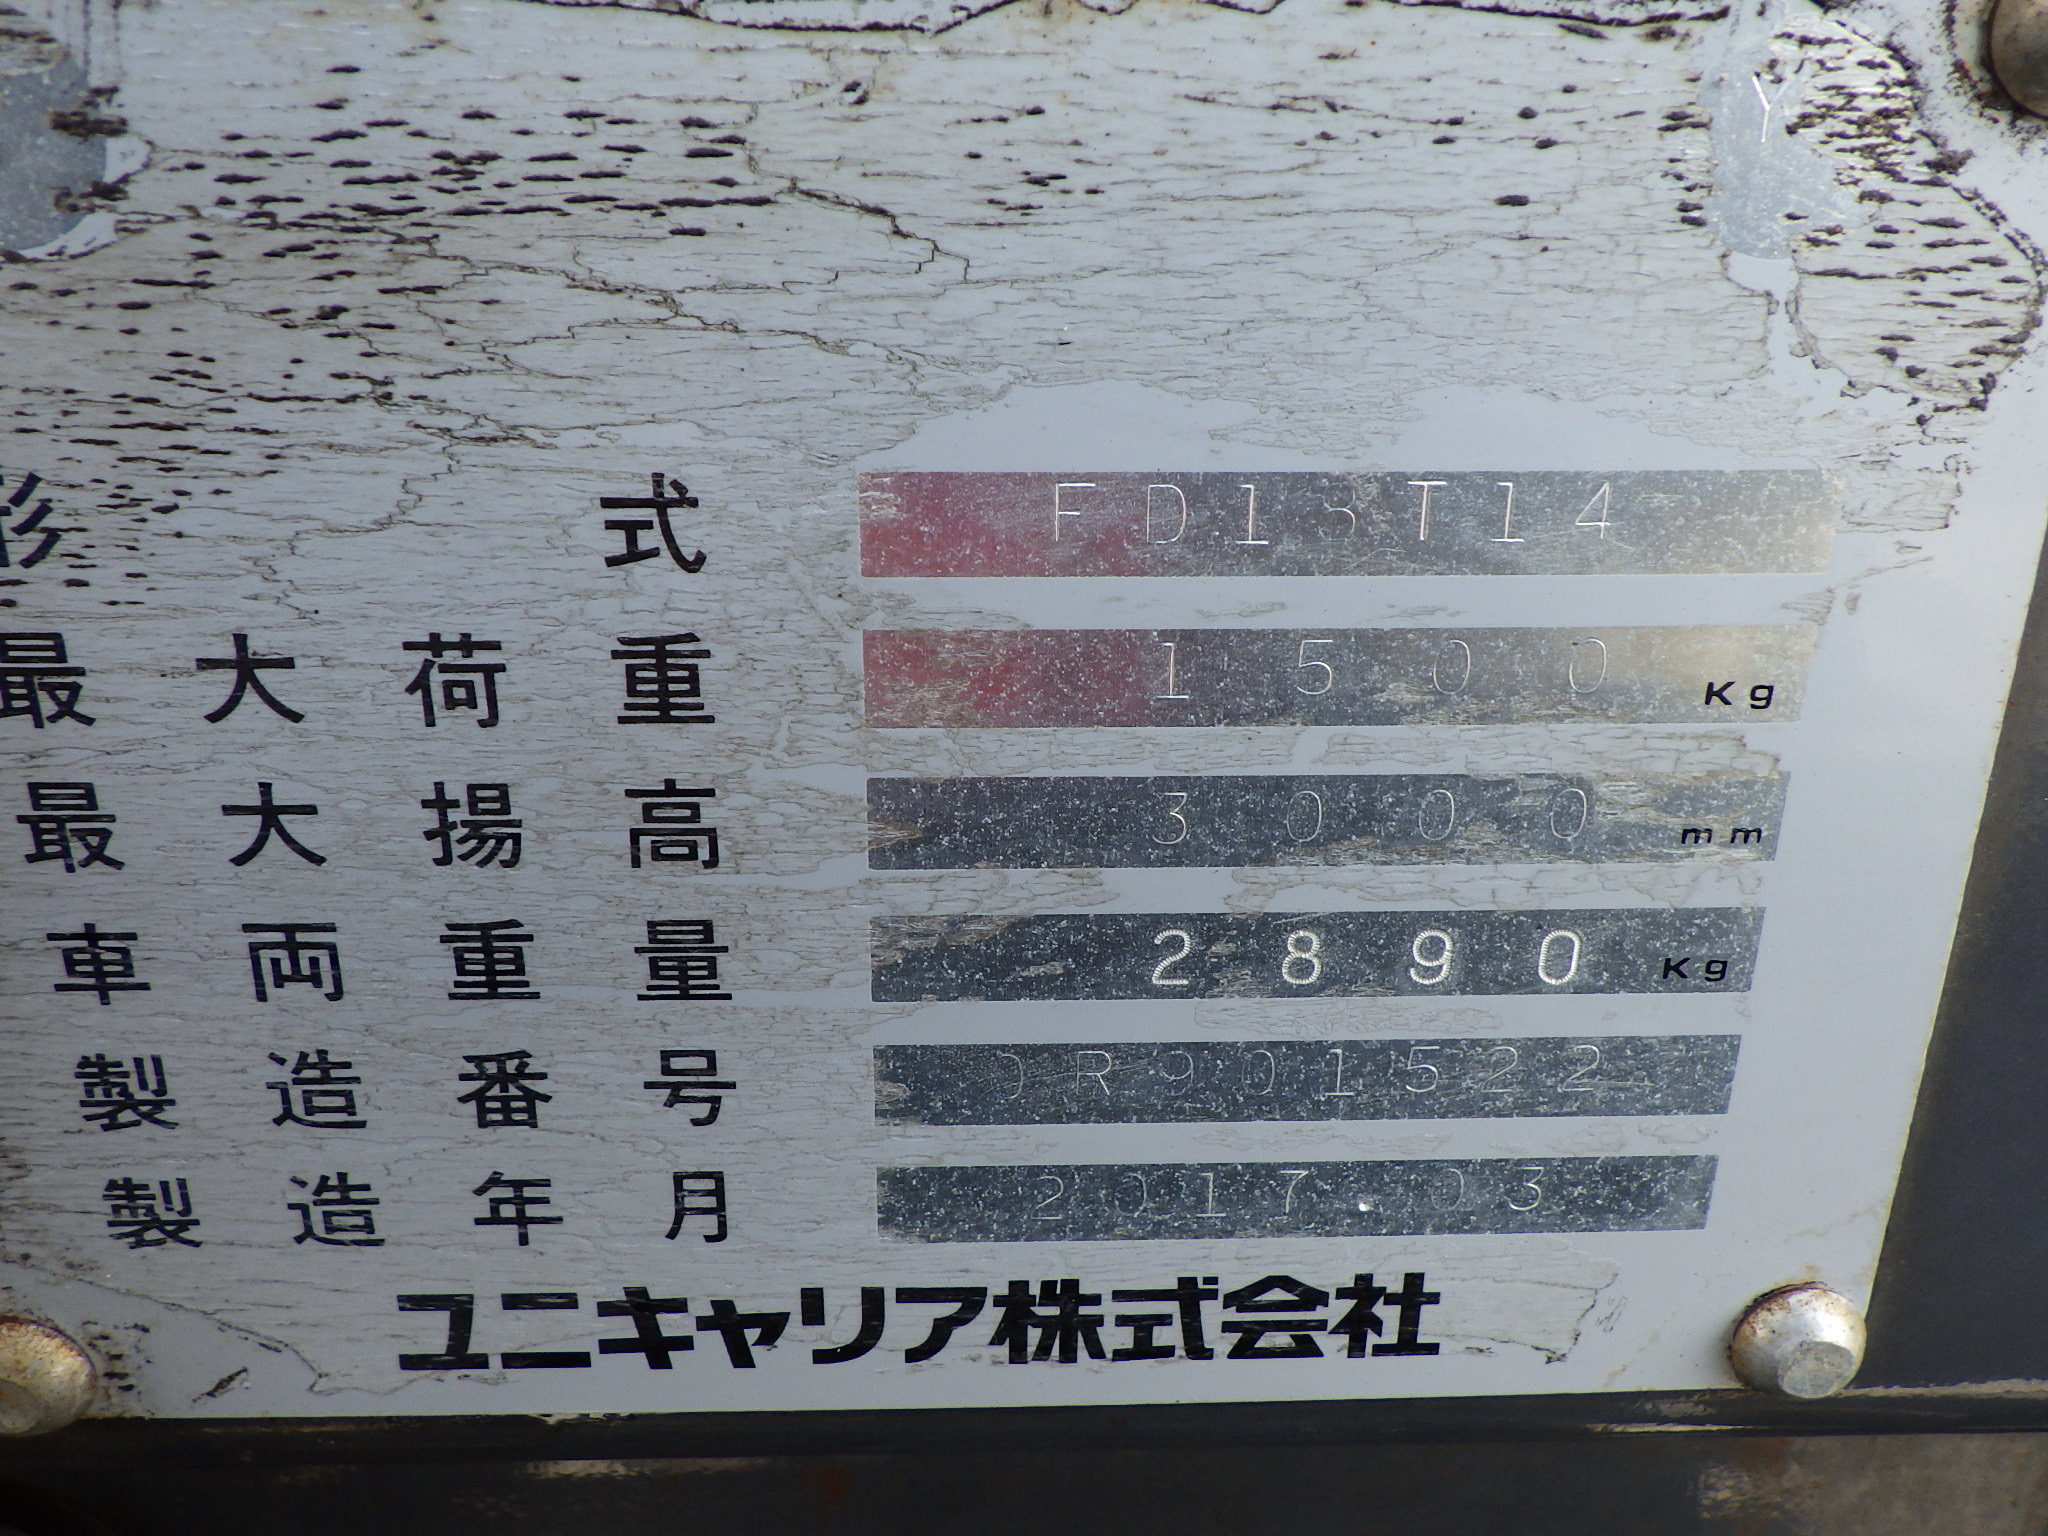 Y
形式 FD13T14
最大荷重 1500 Kg
最大揚高 3000 mm
車両重量 2890 Kg
製造番号 0R901522
製造年月 2017.03
ユニキャリア株式会社